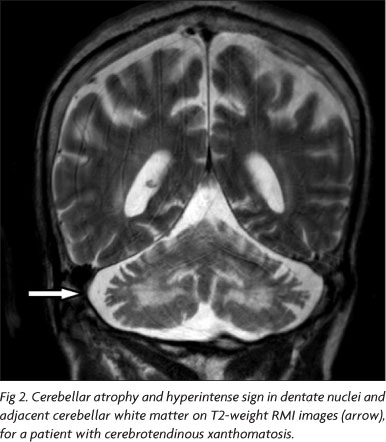 Fig 2. Cerebellar atrophy and hyperintense sign in dentate nuclei and
adjacent cerebellar white matter on T2-weight RMI images (arrow),
for a patient with cerebrotendinous xanthomatosis.